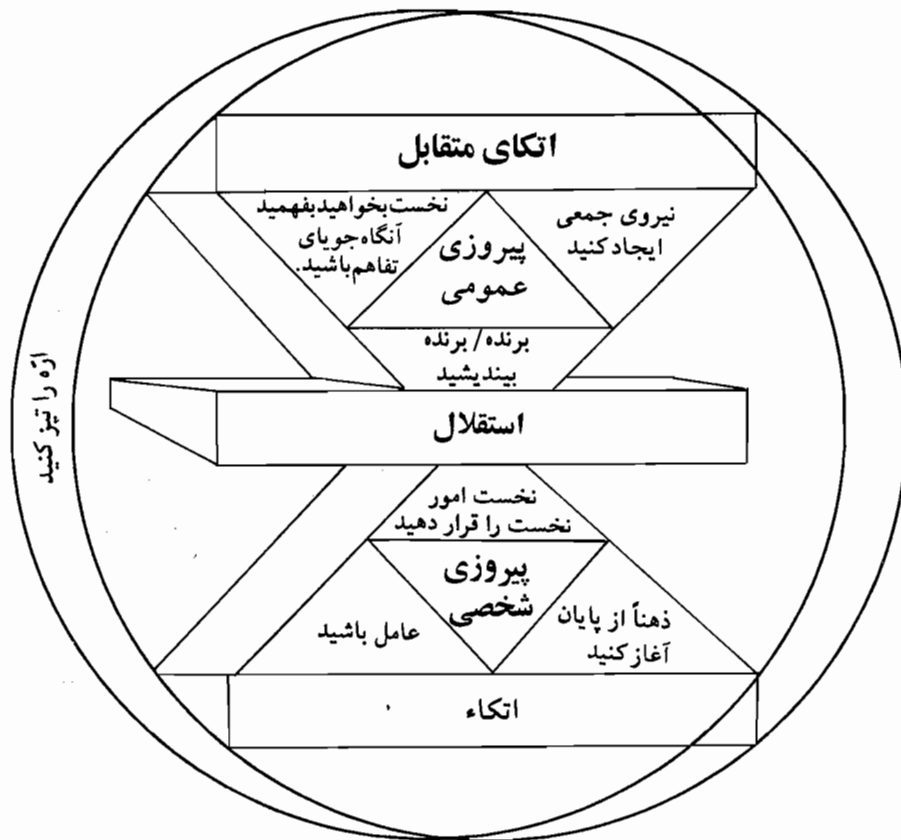 اتکای متقابل
نیروی جمعی
ایجاد کنید
نخست بخواهید بفهمید
آنگاه جویای
تفاهم باشید.
پیروزی
عمومی
برنده / برنده
بیندیشید
استقلال
نخست امور
نخست را قرار دهید
پیروزی
شخصی
ذهناً از پایان
آغاز کنید
عامل باشید
اتکاء
ارّه را تیز کنید